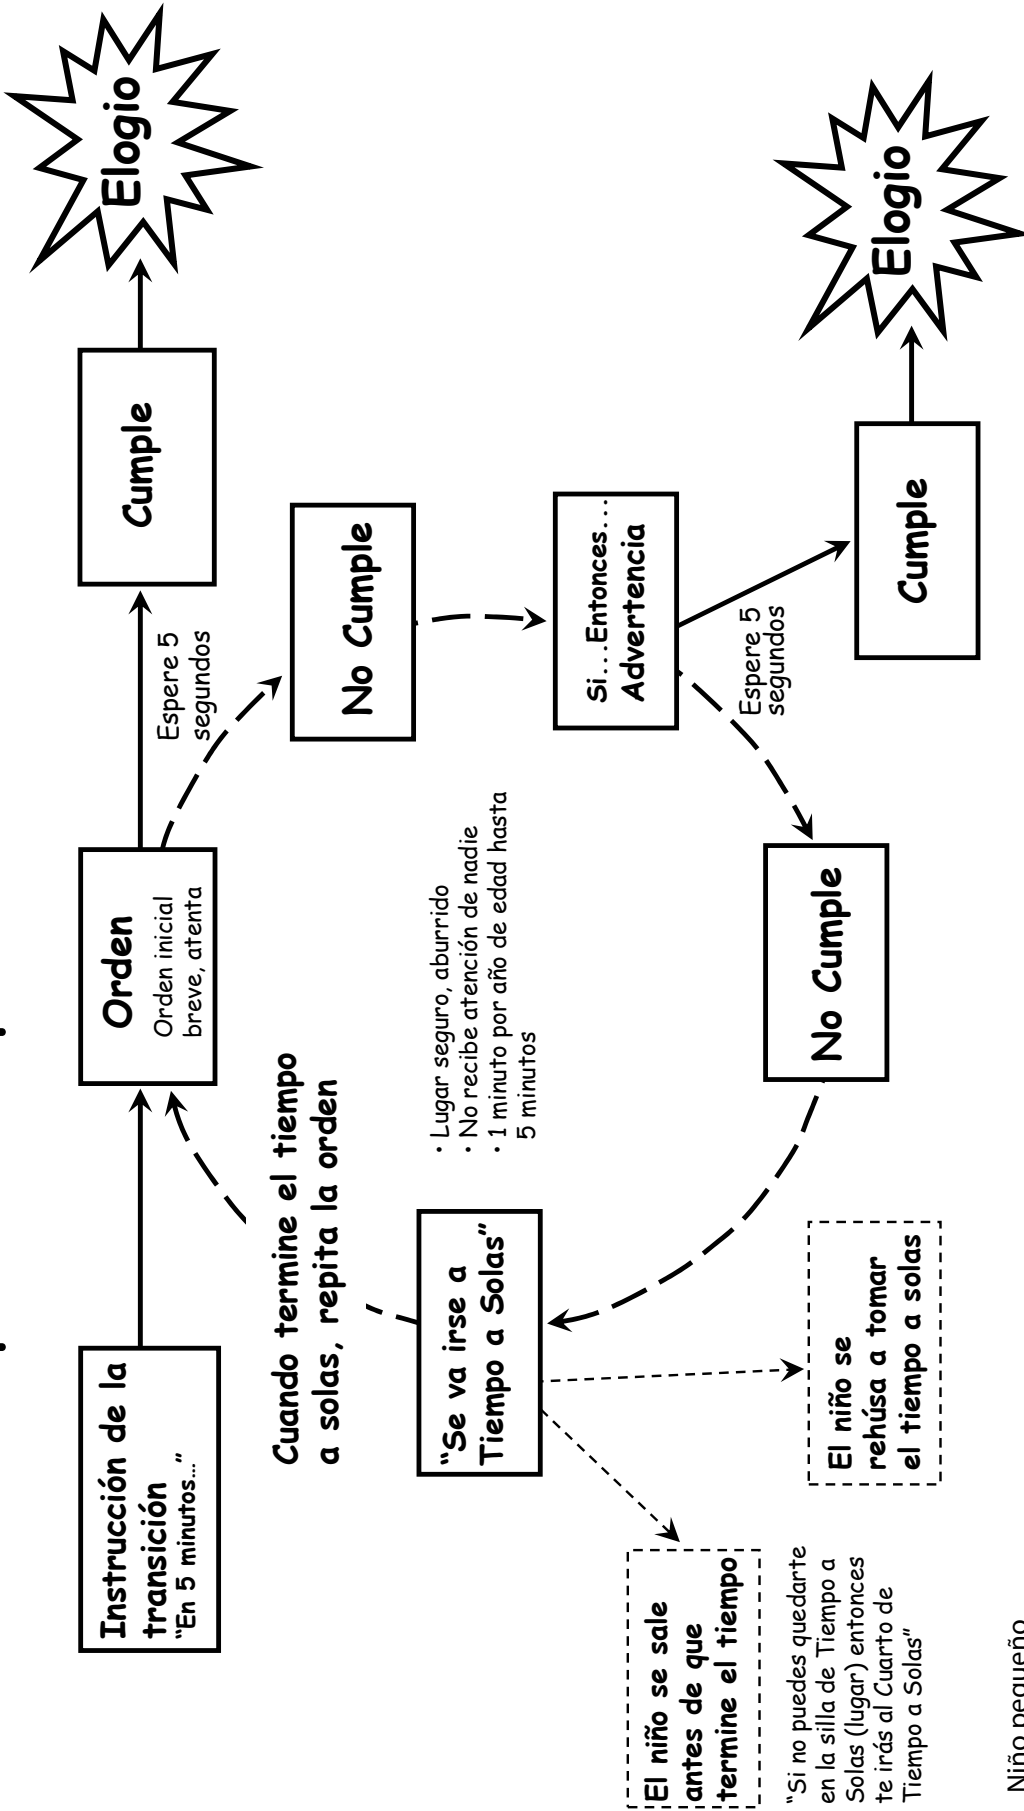 Instrucción de la
transición
“En 5 minutos…”
Orden
Orden inicial
breve, atenta
Espere 5
segundos
Cumple
Elogio
No Cumple
Si...Entonces...
Advertencia
Espere 5
segundos
Cumple
Elogio
No Cumple
“Se va irse a
Tiempo a Solas”
• Lugar seguro, aburrido
• No recibe atención de nadie
• 1 minuto por año de edad hasta
5 minutos
Cuando termine el tiempo
a solas, repita la orden
El niño se
rehúsa a tomar
el tiempo a solas
El niño se sale
antes de que
termine el tiempo
“Si no puedes quedarte
en la silla de Tiempo a
Solas (lugar) entonces
te irás al Cuarto de
Tiempo a Solas”
Niño pequeño